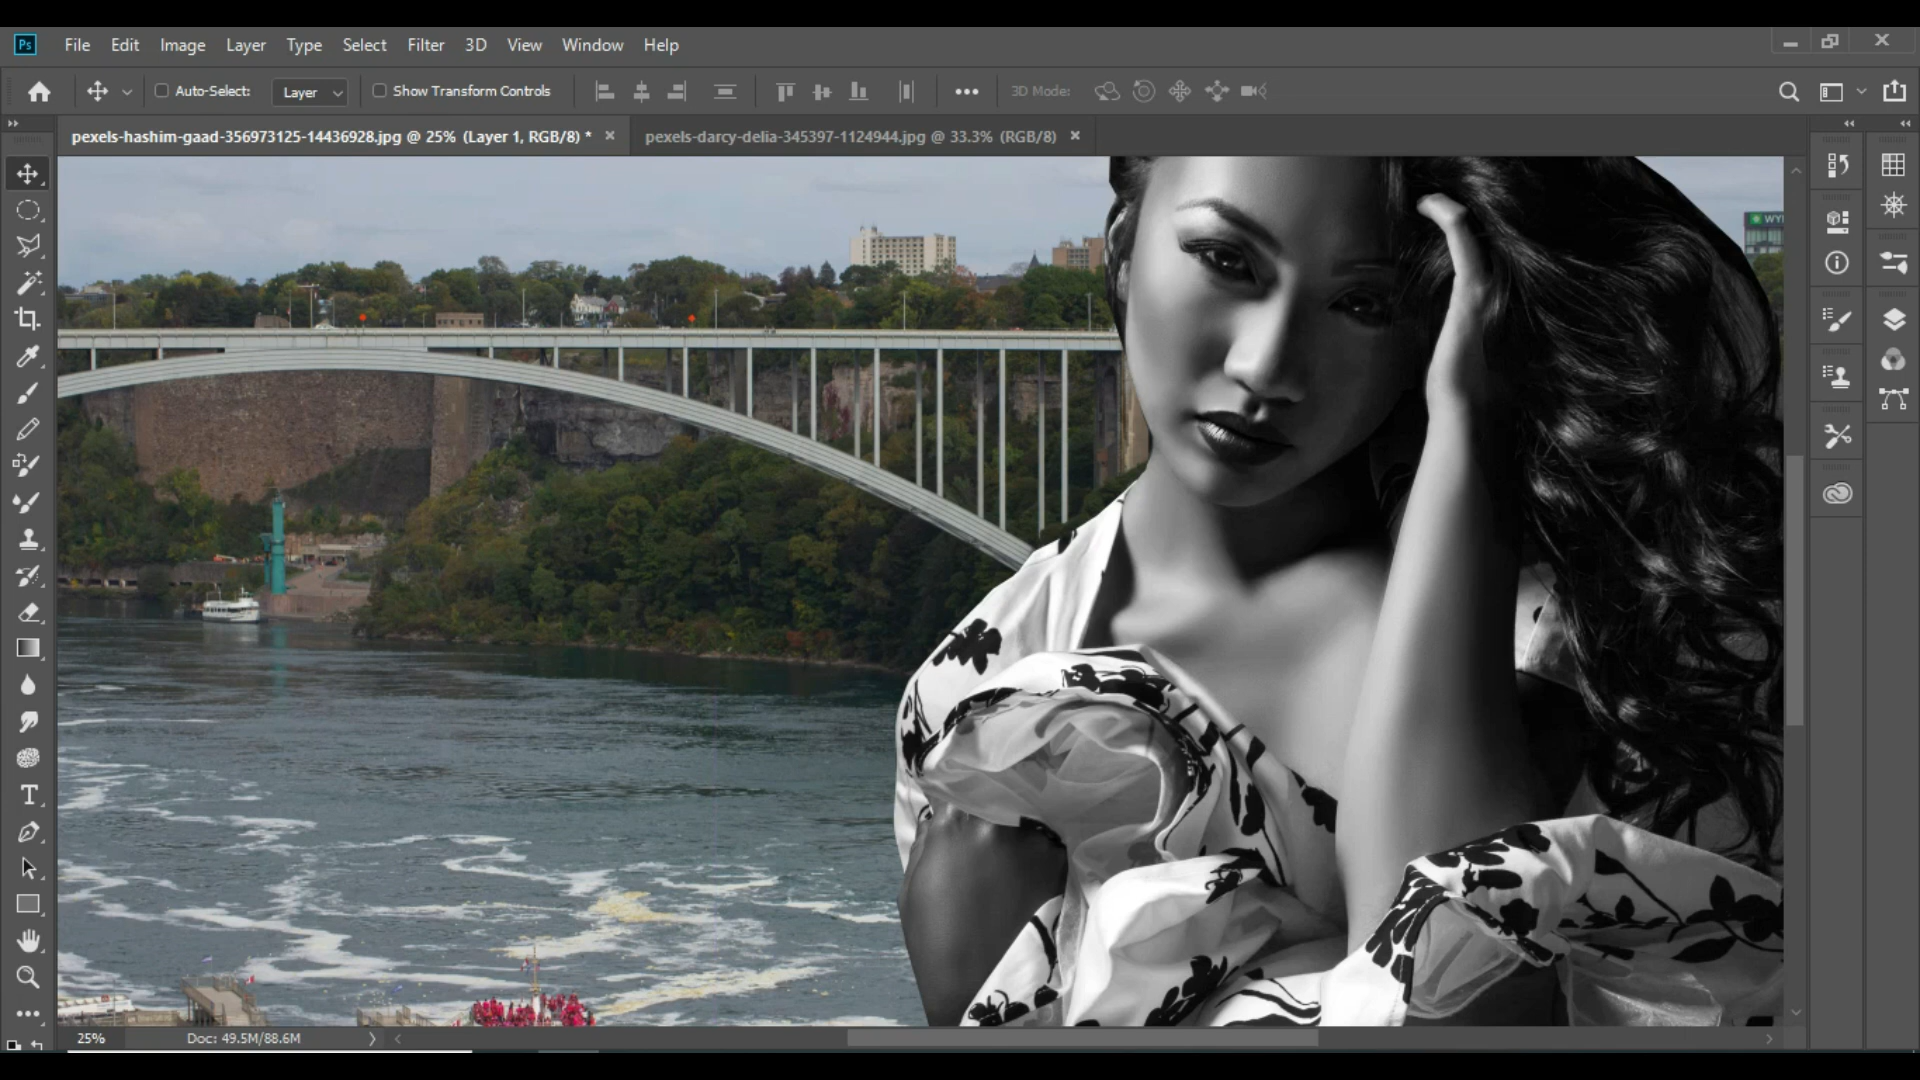 Ps File Edit Image Layer Type Select Filter 3D View Window Help
Auto-Select: Layer Show Transform Controls 3D Mode:
pexels-hashim-gaad-356973125-14436928.jpg @ 25% (Layer 1, RGB/8) * × pexels-darcy-delia-345397-1124944.jpg @ 33.3% (RGB/8) ×
WY
T
25% Doc: 49.5M/88.6M